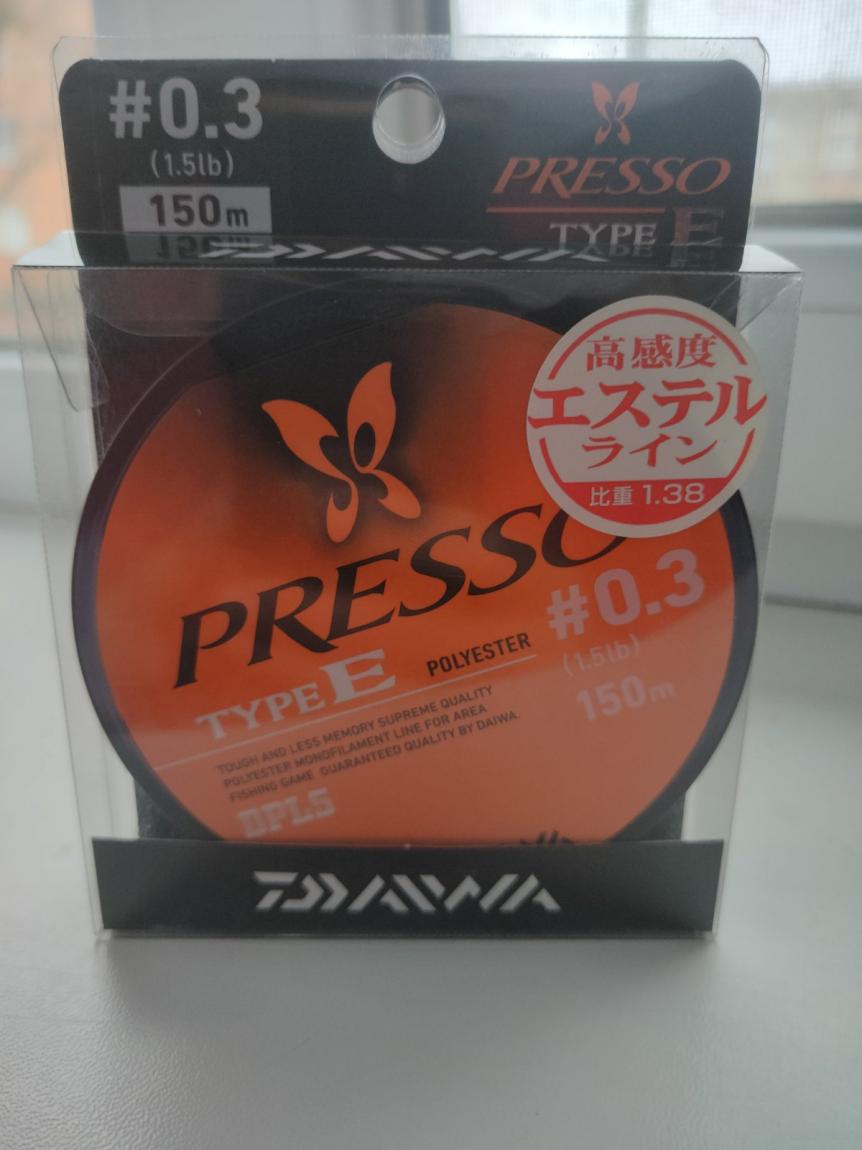 #0.3
(1.5lb)
150m
PRESSO
TYPE E
DAIWA
高感度
エステル
ライン
比重 1.38
PRESSO
TYPE E POLYESTER
#0.3
(1.5lb)
150m
TOUGH AND LESS MEMORY SUPREME QUALITY
POLYESTER MONOFILAMENT LINE FOR AREA
FISHING GAME GUARANTEED QUALITY BY DAIWA.
DPLS
DAIWA